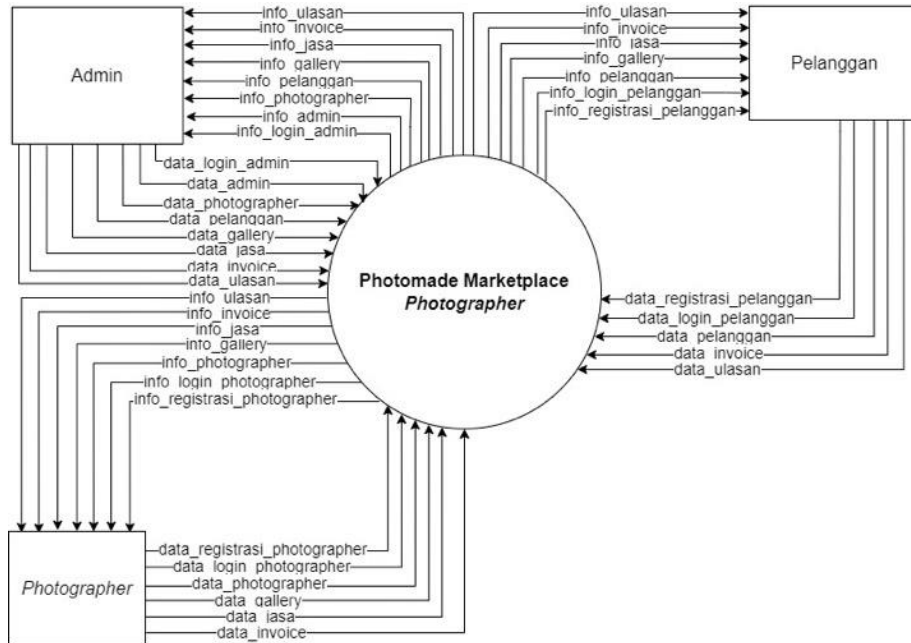 Admin
info_ulasan
info_invoice
info_jasa
info_gallery
info_pelanggan
info_photographer
info_admin
info_login_admin
info_ulasan
info_invoice
info_jasa
info_gallery
info_pelanggan
info_login_pelanggan
info_registrasi_pelanggan
Pelanggan
data_login_admin
data_admin
data_photographer
data_pelanggan
data_gallery
data_jasa
data_invoice
data_ulasan
Photomade Marketplace
Photographer
data_registrasi_pelanggan
data_login_pelanggan
data_pelanggan
data_invoice
data_ulasan
info_ulasan
info_invoice
info_jasa
info_gallery
info_photographer
info_login_photographer
info_registrasi_photographer
Photographer
data_registrasi_photographer
data_login_photographer
data_photographer
data_gallery
data_jasa
data_invoice